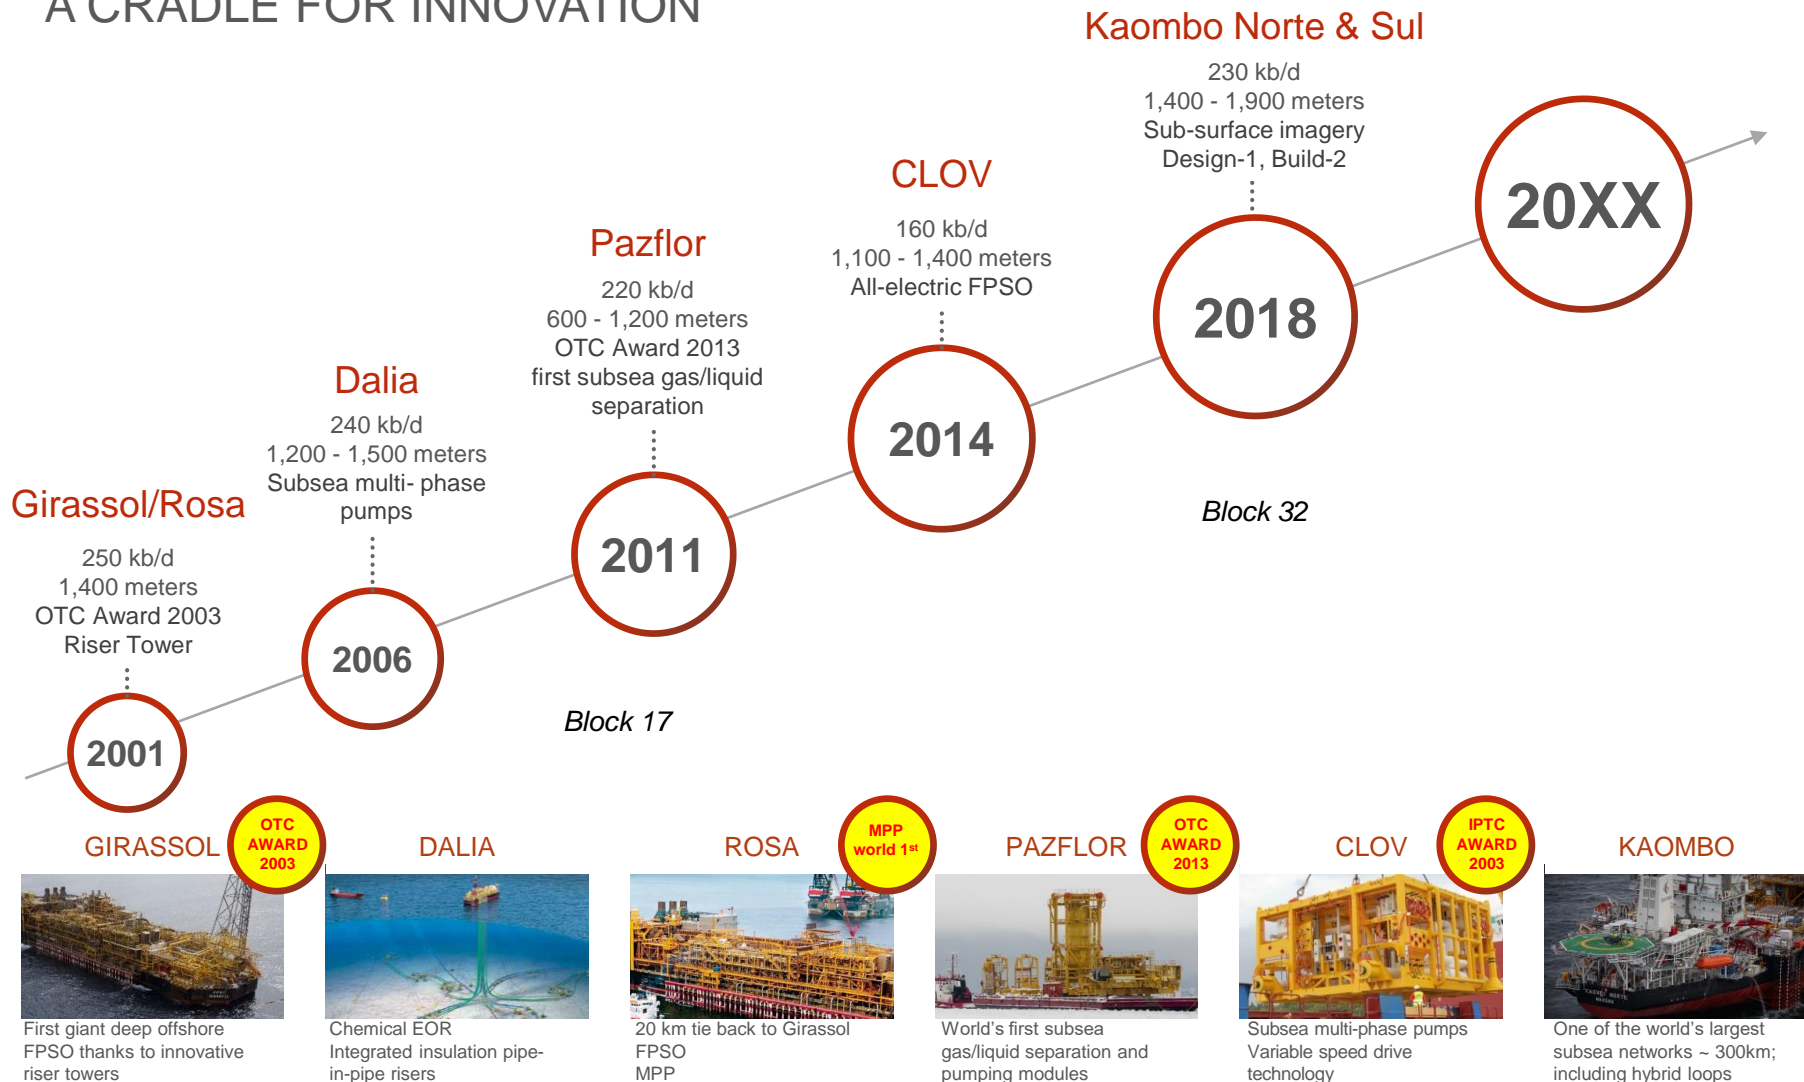 A CRADLE FOR INNOVATION
Kaombo Norte & Sul
230 kb/d
1,400 - 1,900 meters
Sub-surface imagery
Design-1, Build-2
20XX
CLOV
160 kb/d
1,100 - 1,400 meters
All-electric FPSO
2018
Pazflor
220 kb/d
600 - 1,200 meters
OTC Award 2013
first subsea gas/liquid
separation
2014
Dalia
240 kb/d
1,200 - 1,500 meters
Subsea multi- phase
pumps
2011
Block 32
Girassol/Rosa
250 kb/d
1,400 meters
OTC Award 2003
Riser Tower
2006
Block 17
2001
GIRASSOL
OTC
AWARD
2003
DALIA
ROSA
MPP
world 1st
PAZFLOR
OTC
AWARD
2013
CLOV
IPTC
AWARD
2003
KAOMBO
First giant deep offshore
FPSO thanks to innovative
riser towers
Chemical EOR
Integrated insulation pipe-
in-pipe risers
20 km tie back to Girassol
FPSO
MPP
World's first subsea
gas/liquid separation and
pumping modules
Subsea multi-phase pumps
Variable speed drive
technology
KAOMBO NORTE
One of the world's largest
subsea networks ~ 300km;
including hybrid loops